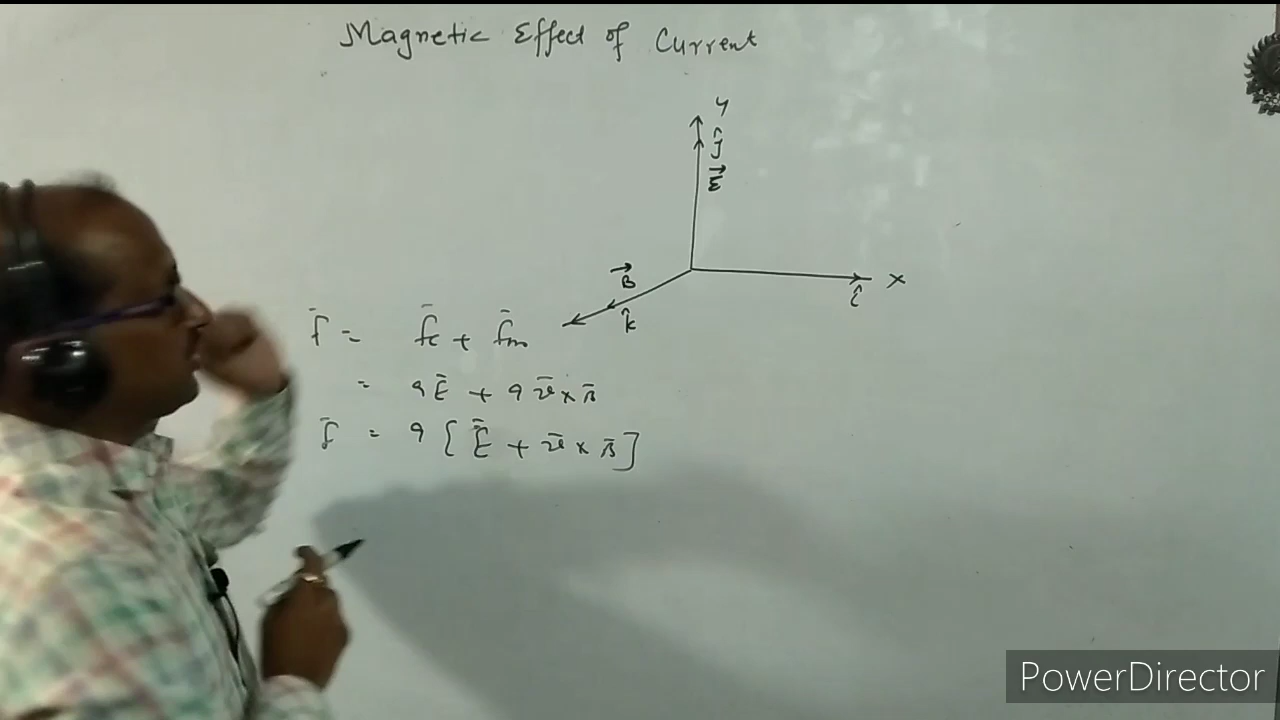 Magnetic Effect of Current
y
ĵ
E⃗
B⃗
k̂
î
x
F̄ = F̄e + F̄m
= qĒ + q v̄ × B̄
F̄ = q [Ē + v̄ × B̄]
PowerDirector